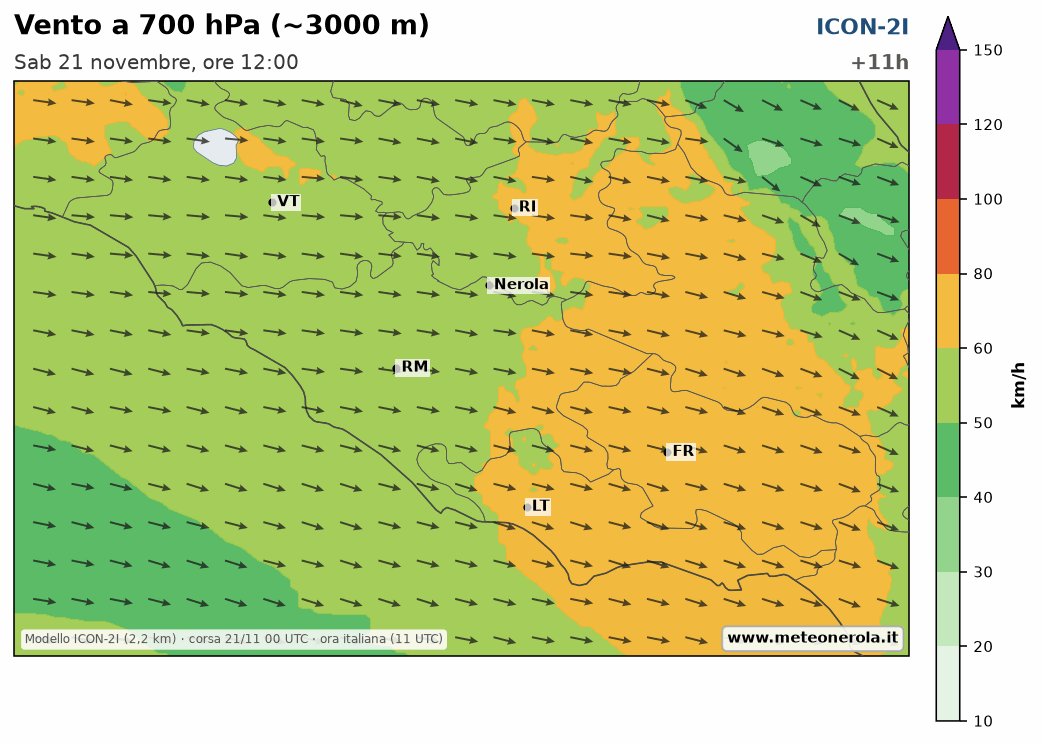 Vento a 700 hPa (~3000 m)
ICON-2I
Sab 21 novembre, ore 12:00
+11h
VT
RI
Nerola
RM
FR
LT
Modello ICON-2I (2,2 km) · corsa 21/11 00 UTC · ora italiana (11 UTC)
www.meteonerola.it
150
120
100
80
60
50
40
30
20
10
km/h